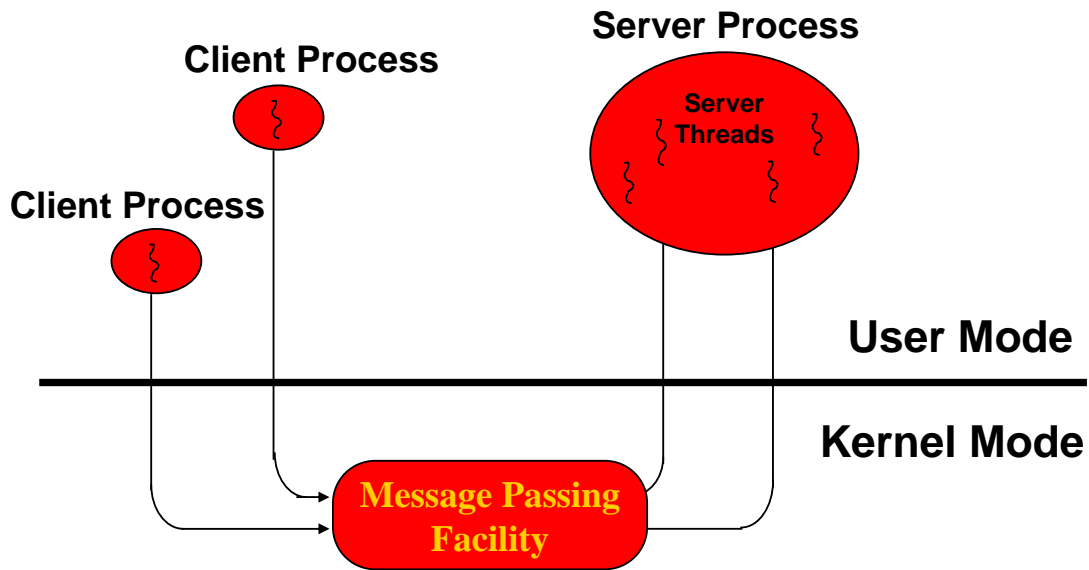 Server Process
Client Process
Server
Threads
Client Process
User Mode
Kernel Mode
Message Passing
Facility